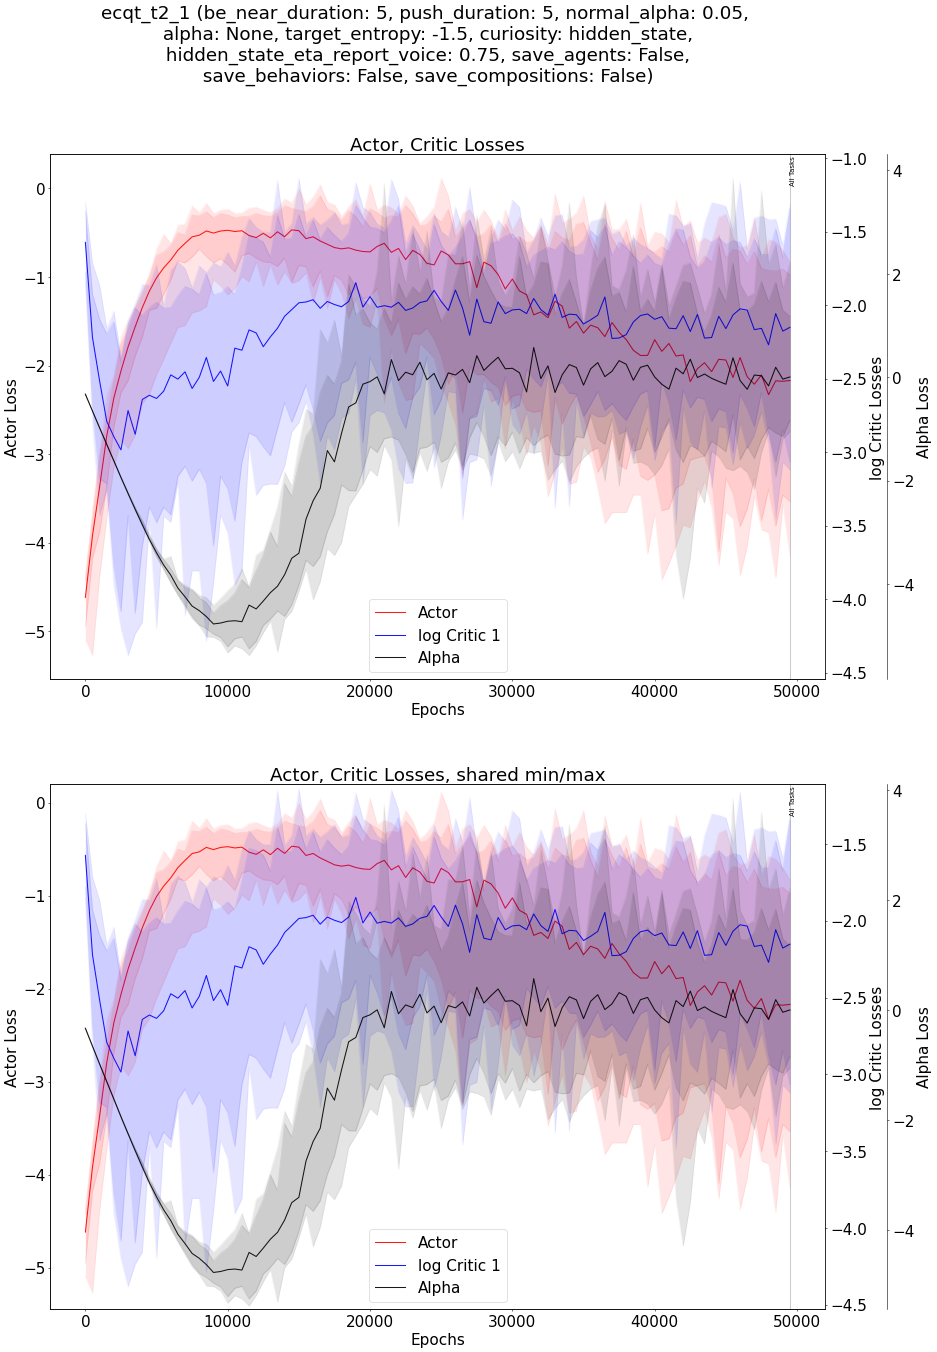 ecqt_t2_1 (be_near_duration: 5, push_duration: 5, normal_alpha: 0.05,
alpha: None, target_entropy: -1.5, curiosity: hidden_state,
hidden_state_eta_report_voice: 0.75, save_agents: False,
save_behaviors: False, save_compositions: False)
Actor, Critic Losses
All Tasks
0
−1
−2
−3
−4
−5
Actor Loss
−1.0
−1.5
−2.0
−2.5
−3.0
−3.5
−4.0
−4.5
log Critic Losses
4
2
0
−2
−4
Alpha Loss
Actor
log Critic 1
Alpha
0 10000 20000 30000 40000 50000
Epochs
Actor, Critic Losses, shared min/max
All Tasks
0
−1
−2
−3
−4
−5
Actor Loss
−1.5
−2.0
−2.5
−3.0
−3.5
−4.0
−4.5
log Critic Losses
4
2
0
−2
−4
Alpha Loss
Actor
log Critic 1
Alpha
0 10000 20000 30000 40000 50000
Epochs